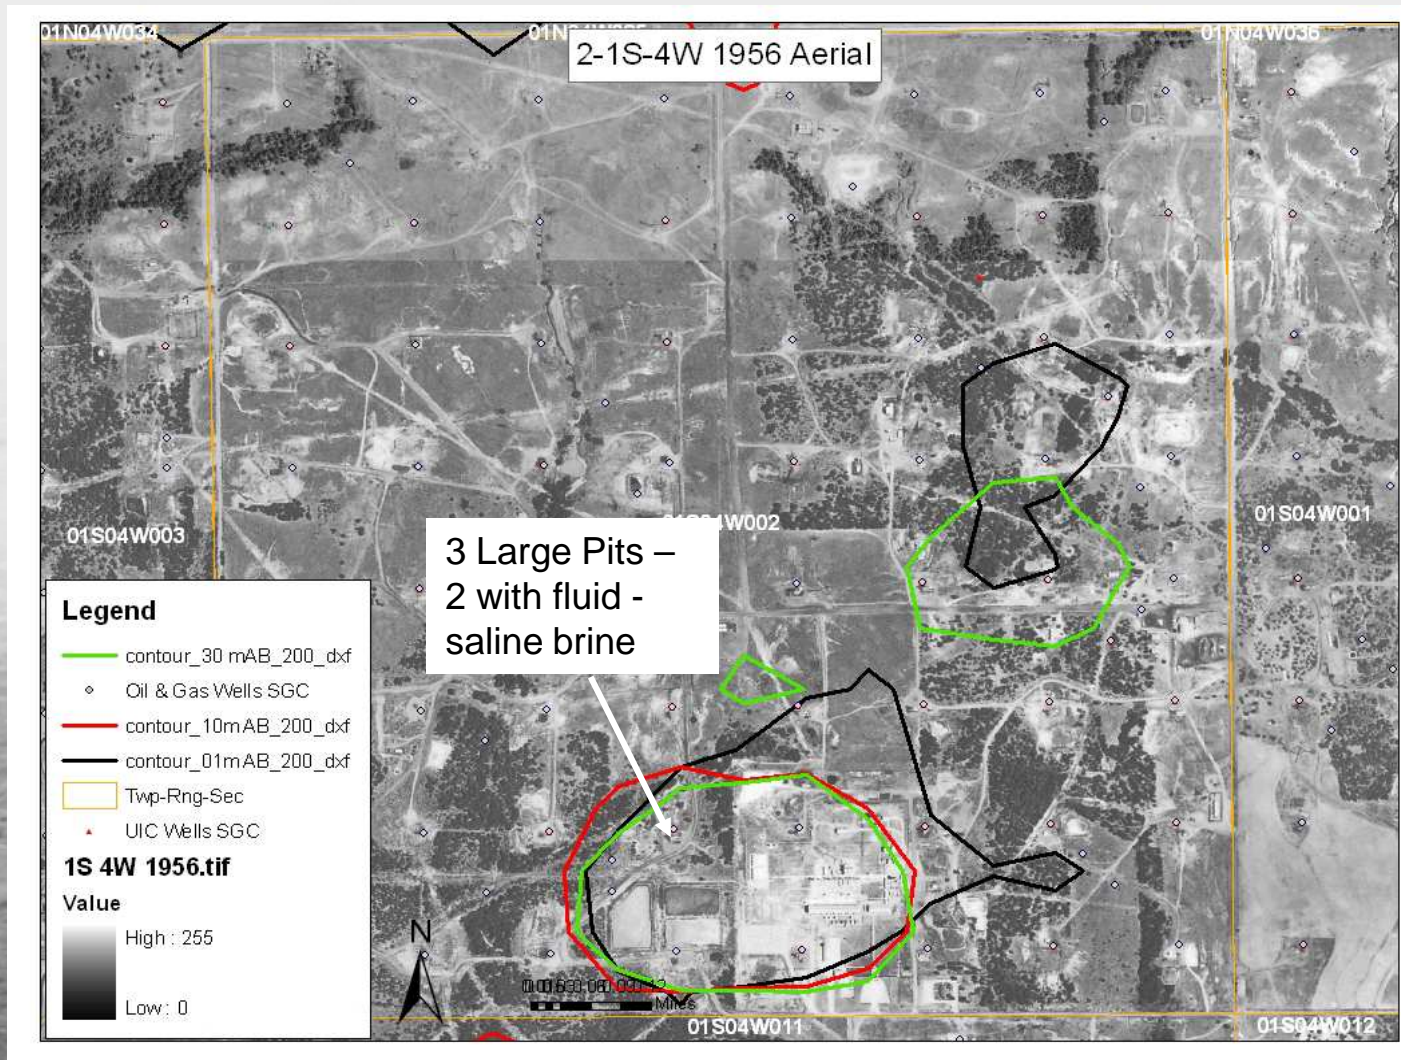 01N04W034
01N04W036
2-1S-4W 1956 Aerial
01S04W003
01S04W001
3 Large Pits –
2 with fluid -
saline brine
Legend
contour_30 mAB_200_dxf
Oil & Gas Wells SGC
contour_10mAB_200_dxf
contour_01mAB_200_dxf
Twp-Rng-Sec
UIC Wells SGC
1S 4W 1956.tif
Value
High : 255
Low : 0
N
Miles
01S04W011
01S04W012